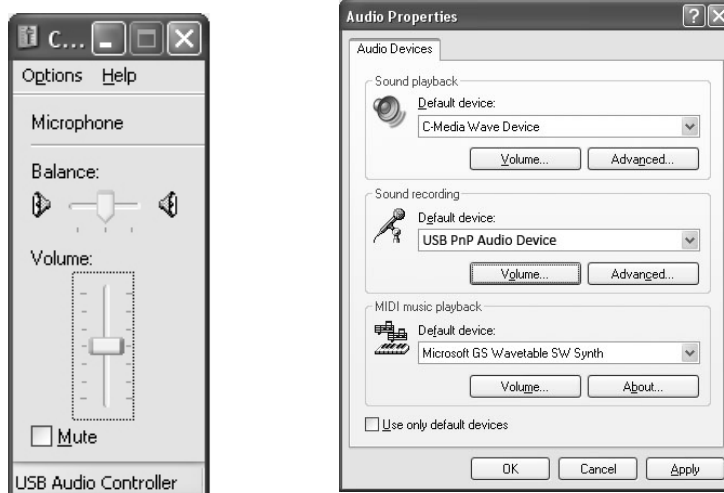 C...
Options Help
Microphone
Balance:
Volume:
Mute
USB Audio Controller
Audio Properties
Audio Devices
Sound playback
Default device:
C-Media Wave Device
Volume... Advanced...
Sound recording
Default device:
USB PnP Audio Device
Volume... Advanced...
MIDI music playback
Default device:
Microsoft GS Wavetable SW Synth
Volume... About...
Use only default devices
OK Cancel Apply